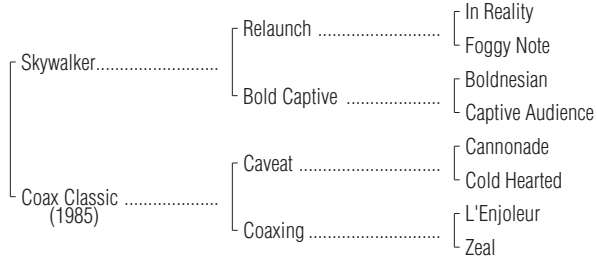 In Reality
Relaunch ........................
Foggy Note
Skywalker........................
Boldnesian
Bold Captive ..................
Captive Audience
Cannonade
Caveat ...........................
Cold Hearted
Coax Classic ..................
(1985)
L'Enjoleur
Coaxing .........................
Zeal